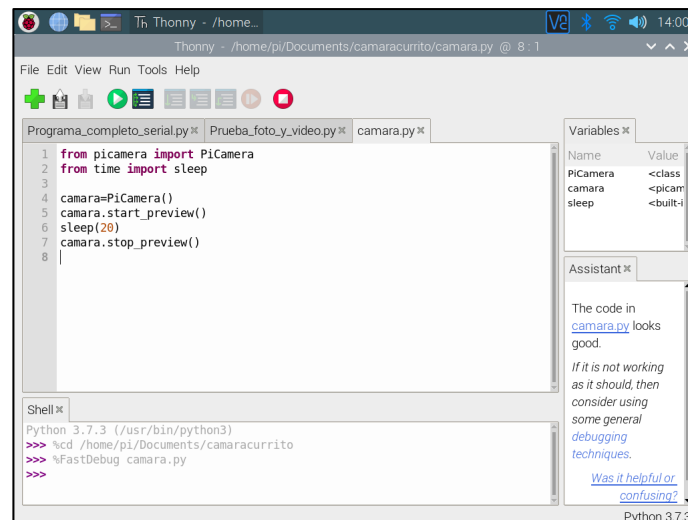 Thonny - /home...
14:00
Thonny - /home/pi/Documents/camaracurrito/camara.py @ 8 : 1
File Edit View Run Tools Help
Programa_completo_serial.py Prueba_foto_y_video.py camara.py
1 from picamera import PiCamera
2 from time import sleep
3
4 camara=PiCamera()
5 camara.start_preview()
6 sleep(20)
7 camara.stop_preview()
8
Shell
Python 3.7.3 (/usr/bin/python3)
>>> %cd /home/pi/Documents/camaracurrito
>>> %FastDebug camara.py
>>>
Variables
Name Value
PiCamera <class
camara <picam
sleep <built-i
Assistant
The code in
camara.py looks
good.
If it is not working
as it should, then
consider using
some general
debugging
techniques.
Was it helpful or
confusing?
Python 3.7.3